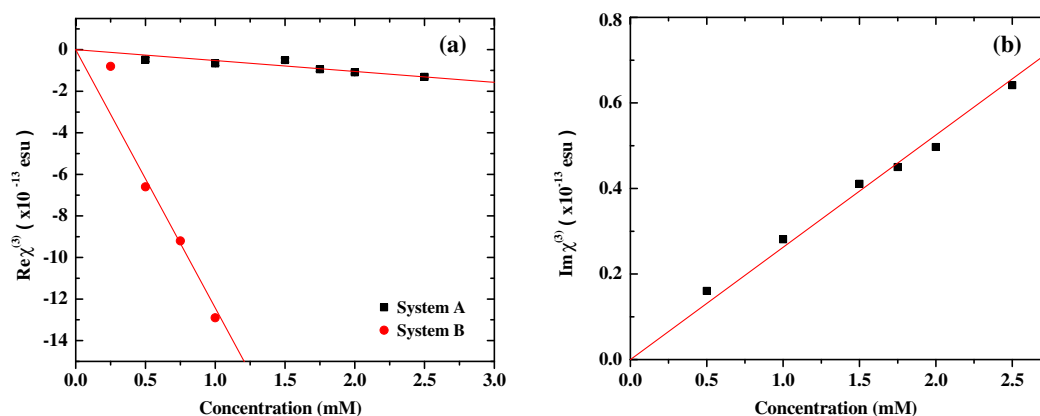 (a)
Reχ(3) ( x10 -13 esu )
0
-2
-4
-6
-8
-10
-12
-14
System A
System B
0.0 0.5 1.0 1.5 2.0 2.5 3.0
Concentration (mM)
(b)
Imχ(3) ( x10-13 esu )
0.8
0.6
0.4
0.2
0.0
0.0 0.5 1.0 1.5 2.0 2.5
Concentration (mM)